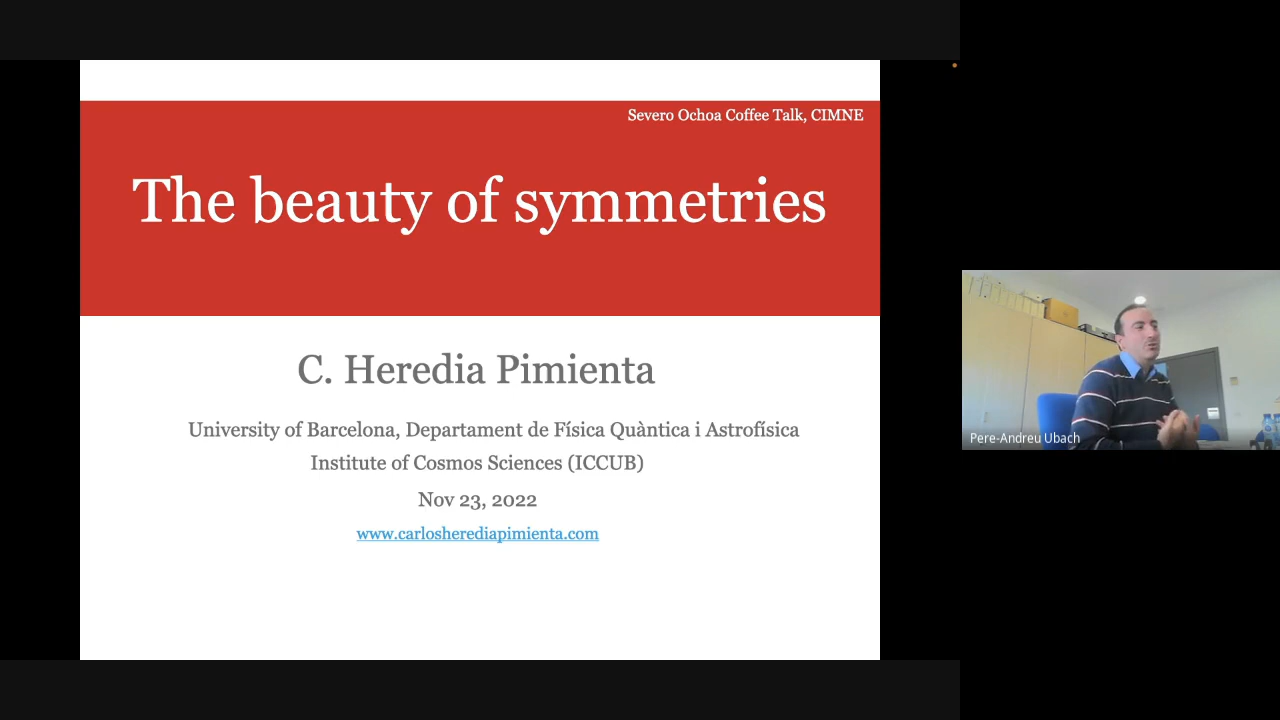 Severo Ochoa Coffee Talk, CIMNE
The beauty of symmetries
C. Heredia Pimienta
University of Barcelona, Departament de Física Quàntica i Astrofísica
Institute of Cosmos Sciences (ICCUB)
Nov 23, 2022
www.carlosherediapimienta.com
Pere-Andreu Ubach